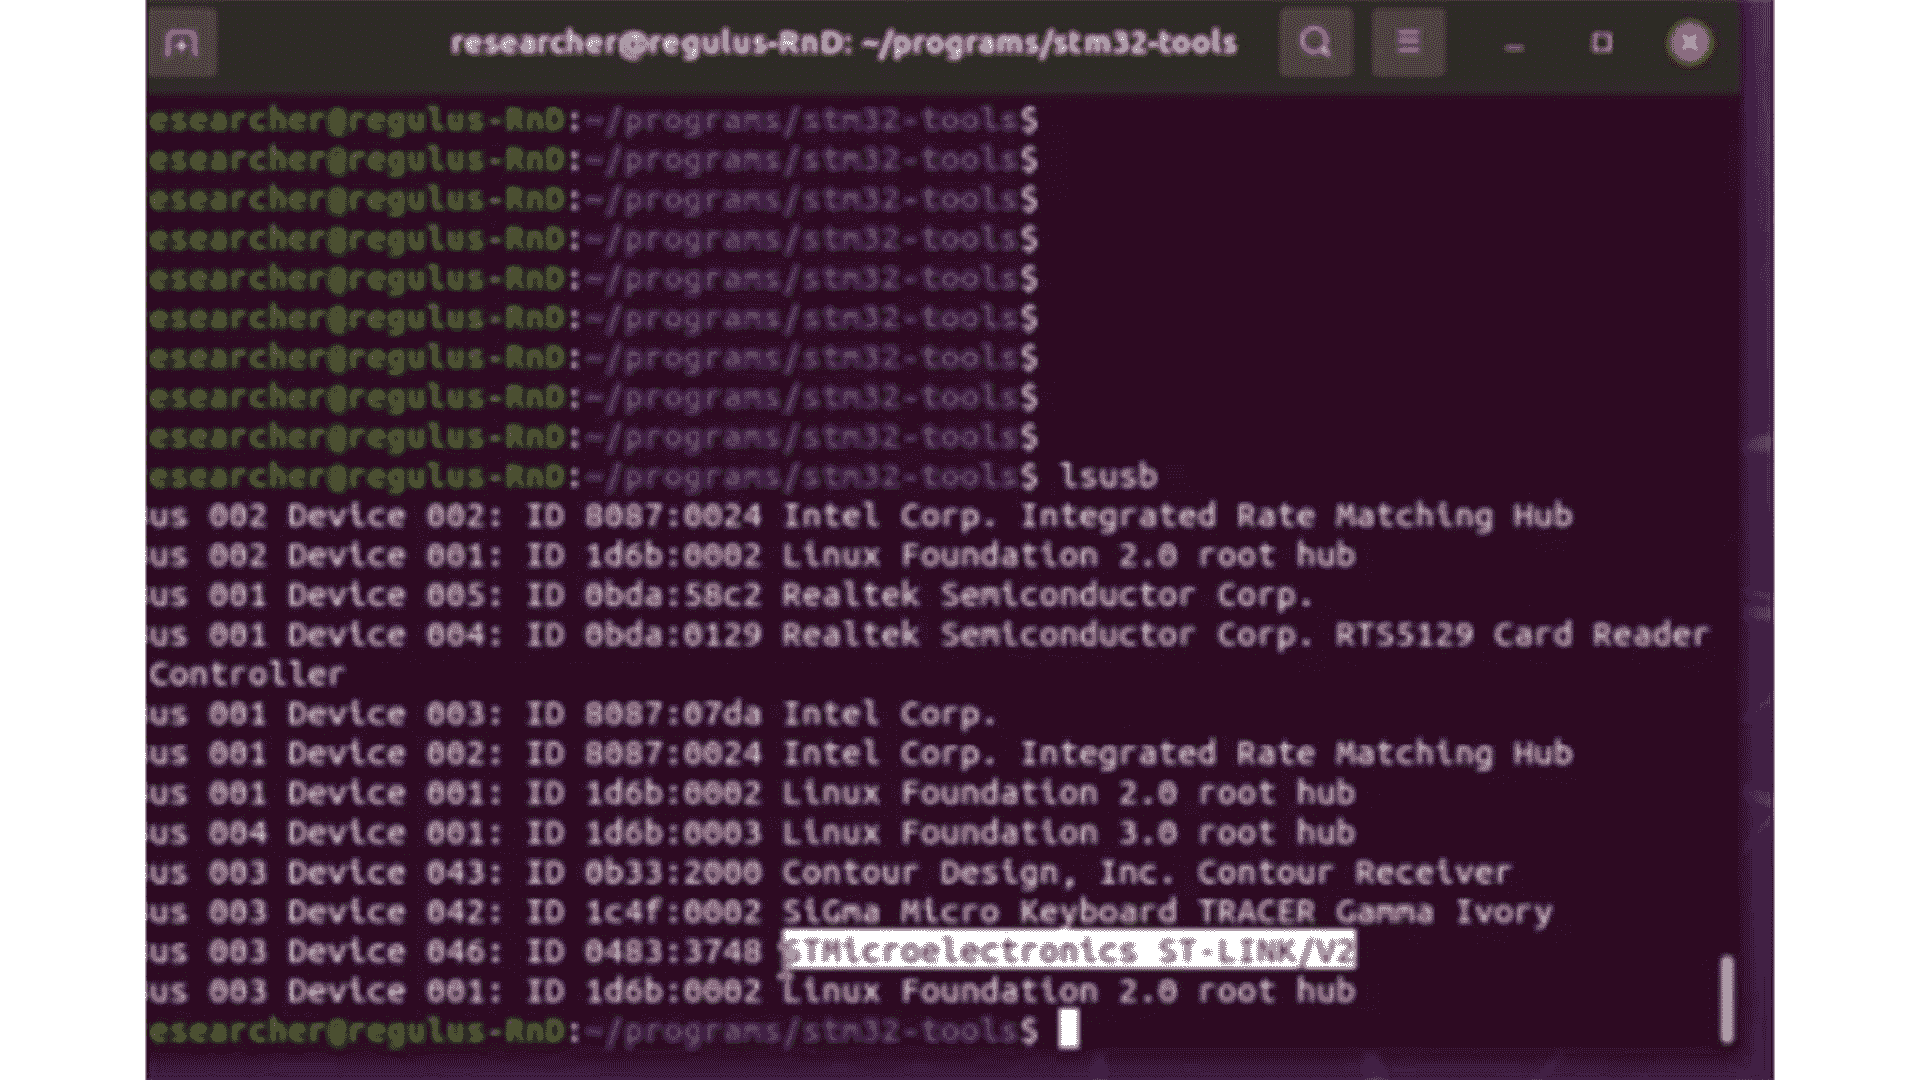 researcher@regulus-RnD: ~/programs/stm32-tools
esearcher@regulus-RnD:~/programs/stm32-tools$
esearcher@regulus-RnD:~/programs/stm32-tools$
esearcher@regulus-RnD:~/programs/stm32-tools$
esearcher@regulus-RnD:~/programs/stm32-tools$
esearcher@regulus-RnD:~/programs/stm32-tools$
esearcher@regulus-RnD:~/programs/stm32-tools$
esearcher@regulus-RnD:~/programs/stm32-tools$
esearcher@regulus-RnD:~/programs/stm32-tools$
esearcher@regulus-RnD:~/programs/stm32-tools$
esearcher@regulus-RnD:~/programs/stm32-tools$ lsusb
us 002 Device 002: ID 8087:0024 Intel Corp. Integrated Rate Matching Hub
us 002 Device 001: ID 1d6b:0002 Linux Foundation 2.0 root hub
us 001 Device 005: ID 0bda:58c2 Realtek Semiconductor Corp.
us 001 Device 004: ID 0bda:0129 Realtek Semiconductor Corp. RTS5129 Card Reader
Controller
us 001 Device 003: ID 8087:07da Intel Corp.
us 001 Device 002: ID 8087:0024 Intel Corp. Integrated Rate Matching Hub
us 001 Device 001: ID 1d6b:0002 Linux Foundation 2.0 root hub
us 004 Device 001: ID 1d6b:0003 Linux Foundation 3.0 root hub
us 003 Device 043: ID 0b33:2000 Contour Design, Inc. Contour Receiver
us 003 Device 042: ID 1c4f:0002 SiGma Micro Keyboard TRACER Gamma Ivory
us 003 Device 046: ID 0483:3748 STMicroelectronics ST-LINK/V2
us 003 Device 001: ID 1d6b:0002 Linux Foundation 2.0 root hub
esearcher@regulus-RnD:~/programs/stm32-tools$